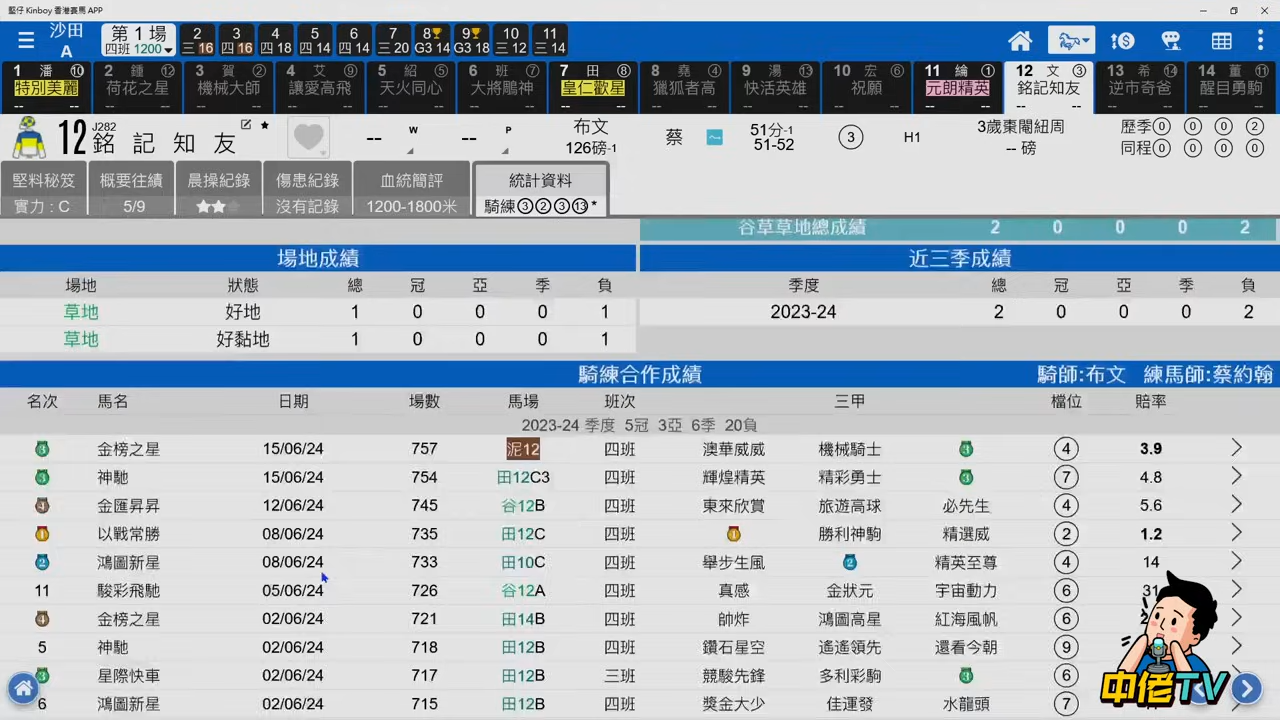 藍仔 Kinboy 香港賽馬 APP
沙田 A
第 1 場 四班 1200
2 三 16
3 四 16
4 四 18
5 四 14
6 四 14
7 三 20
8 G3 14
9 G3 18
10 三 12
11 三 14
1 潘 10 特別美麗 --
2 鍾 12 荷花之星 --
3 賀 2 機械大師 --
4 艾 9 讓愛高飛 --
5 紹 5 天火同心 --
6 班 7 大將鵰神 --
7 田 8 皇仁歡星 --
8 堯 4 獵狐者高 --
9 湯 13 快活英雄 --
10 宏 6 祝願 --
11 綸 1 元朗精英 --
12 文 3 銘記知友 --
13 希 14 逆市奇爸 --
14 董 11 醒目勇駒 --
12 J282 銘 記 知 友
-- W -- P
布文 126磅-1
蔡
51分-1 51-52
③ H1
3歲棗閹紐周 -- 磅
歷季⓪ ⓪ ⓪ ②
同程⓪ ⓪ ⓪ ⓪
堅料秘笈 概要往績 晨操紀錄 傷患紀錄 血統簡評 統計資料
實力 : C 5/9 ★★★ 沒有記錄 1200-1800米 騎練③②③⑬*
谷草草地總成績 2 0 0 0 2
場地成績
場地 狀態 總 冠 亞 季 負
草地 好地 1 0 0 0 1
草地 好黏地 1 0 0 0 1
近三季成績
季度 總 冠 亞 季 負
2023-24 2 0 0 0 2
騎練合作成績 騎師:布文 練馬師:蔡約翰
名次 馬名 日期 場數 馬場 班次 三甲 檔位 賠率
2023-24 季度 5冠 3亞 6季 20負
3 金榜之星 15/06/24 757 泥12 四班 澳華威威 機械騎士 3 ④ 3.9
3 神馳 15/06/24 754 田12C3 四班 輝煌精英 精彩勇士 3 ⑦ 4.8
4 金匯昇昇 12/06/24 745 谷12B 四班 東來欣賞 旅遊高球 必先生 ④ 5.6
1 以戰常勝 08/06/24 735 田12C 四班 1 勝利神駒 精選威 ② 1.2
2 鴻圖新星 08/06/24 733 田10C 四班 舉步生風 2 精英至尊 ④ 14
11 駿彩飛馳 05/06/24 726 谷12A 四班 真感 金狀元 宇宙動力 ⑥ 31
4 金榜之星 02/06/24 721 田14B 四班 帥炸 鴻圖高星 紅海風帆 ⑥
5 神馳 02/06/24 718 田12B 四班 鑽石星空 遙遙領先 還看今朝 ⑨
3 星際快車 02/06/24 717 田12B 三班 競駿先鋒 多利彩駒 3 ⑥
6 鴻圖新星 02/06/24 715 田12B 四班 獎金大少 佳運發 水龍頭 ⑦
中佬TV